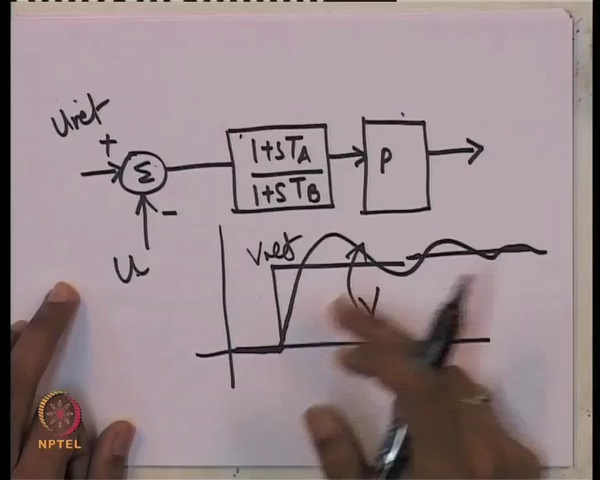 Vref
+
Σ
1+STA
1+STB
P
-
V
Vref
V
NPTEL